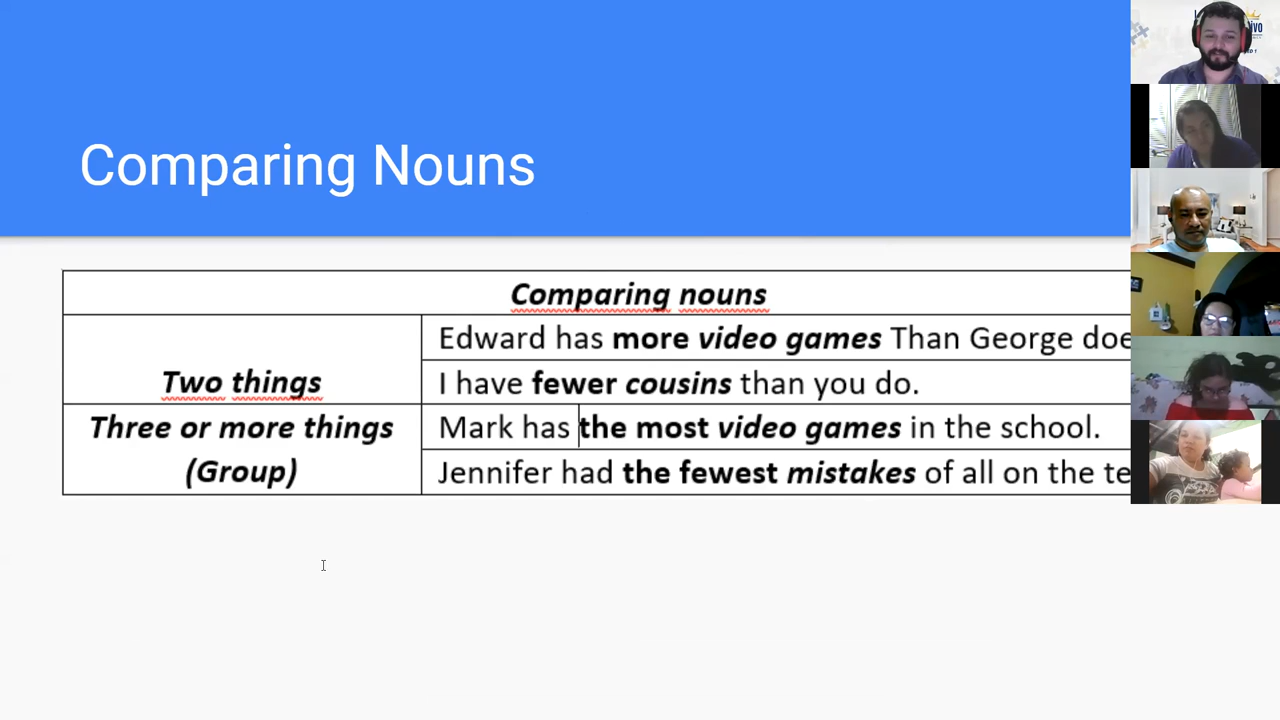 Comparing Nouns
Comparing nouns
Edward has more video games Than George doe
Two things
I have fewer cousins than you do.
Three or more things
(Group)
Mark has the most video games in the school.
Jennifer had the fewest mistakes of all on the te